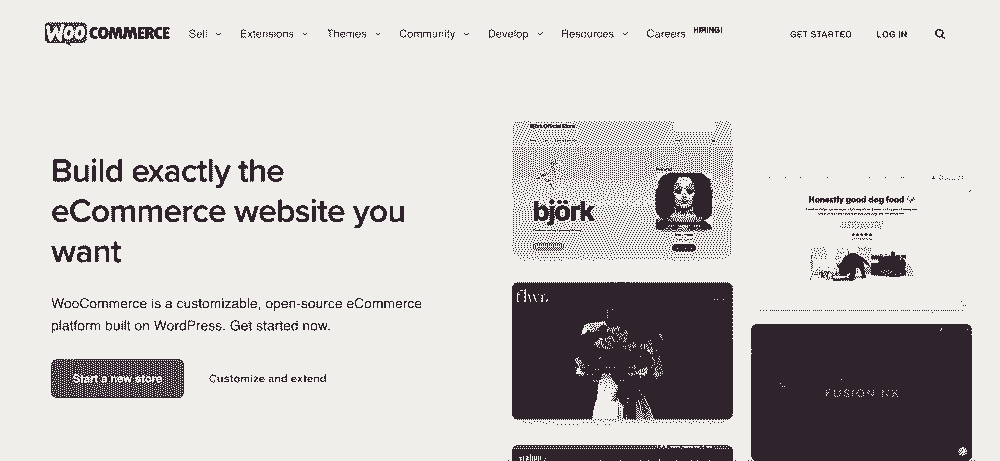 WOO COMMERCE Sell Extensions Themes Community Develop Resources Careers HIRING! GET STARTED LOG IN
Build exactly the
eCommerce website you
want
WooCommerce is a customizable, open-source eCommerce
platform built on WordPress. Get started now.
Start a new store Customize and extend
björk
flwr.
Honestly good dog food
FUSION NX